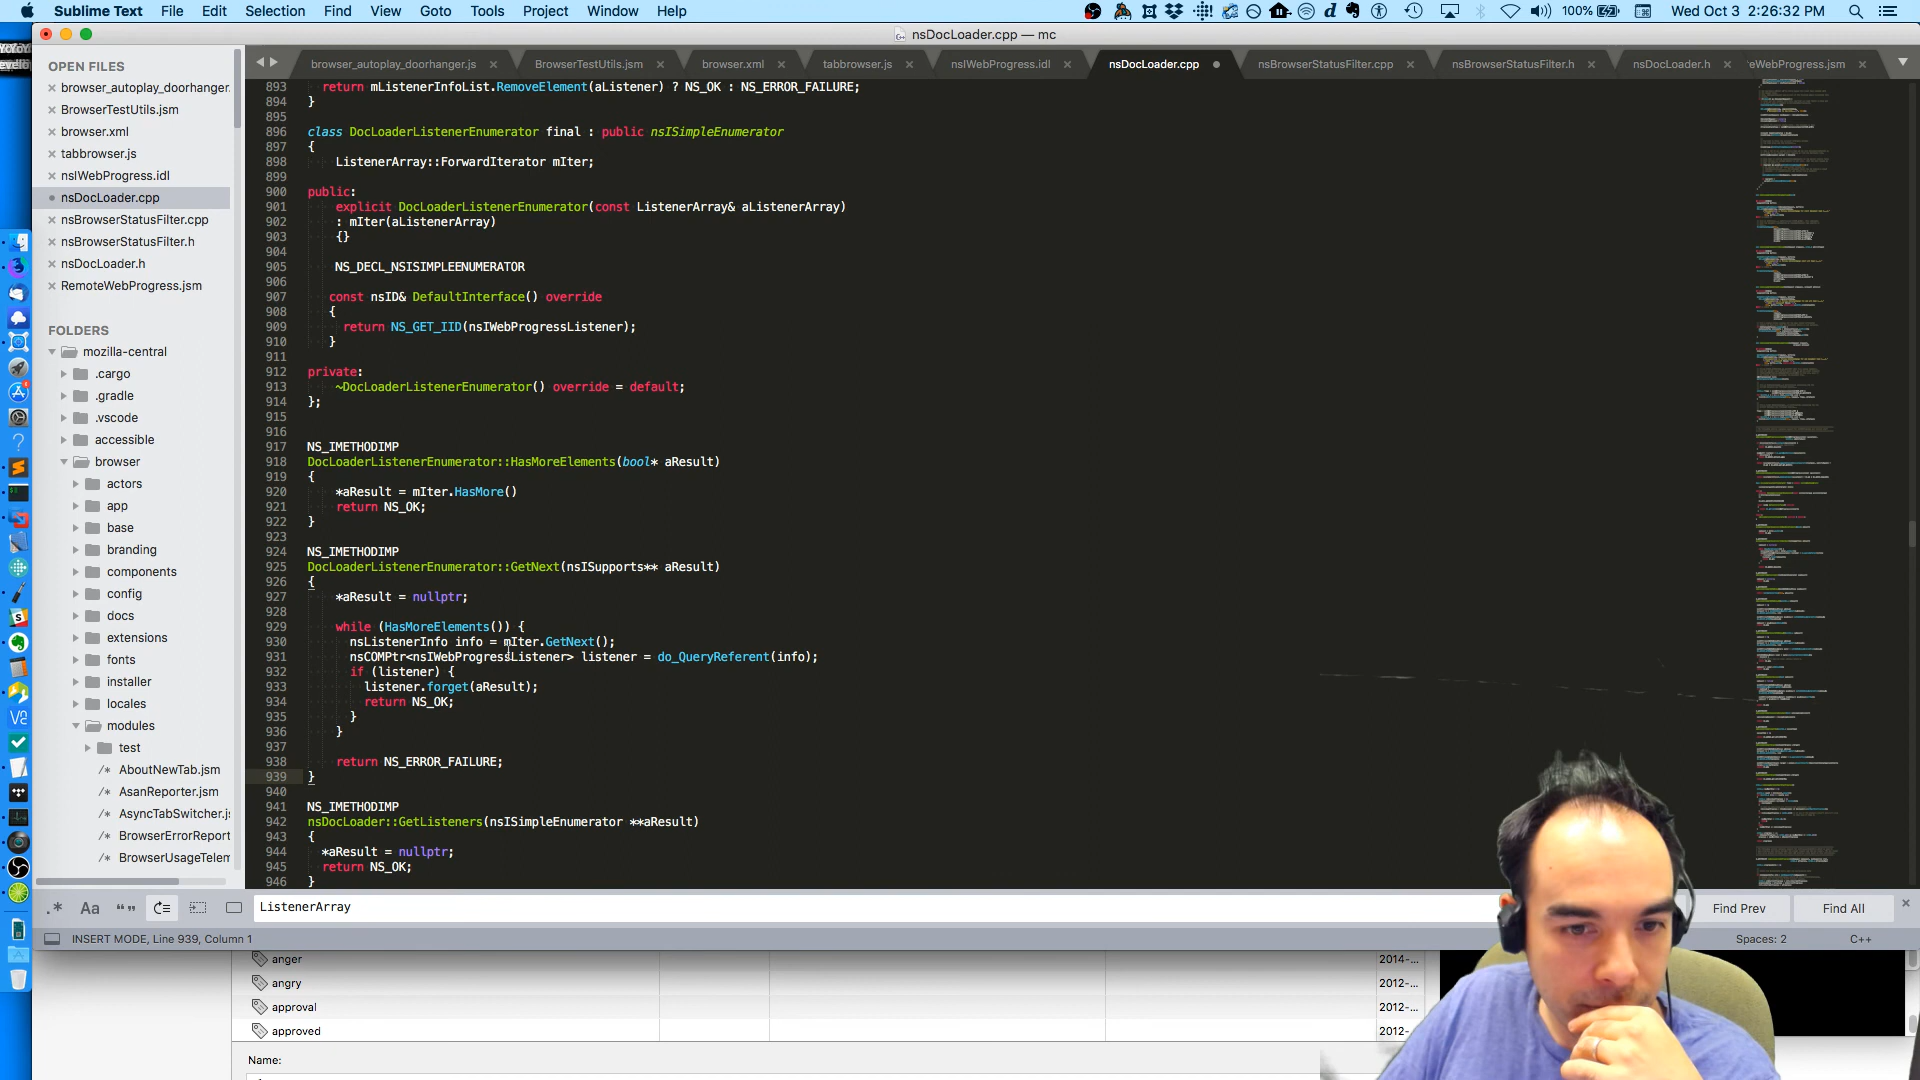 Sublime Text File Edit Selection Find View Goto Tools Project Window Help 100% Wed Oct 3 2:26:32 PM
nsDocLoader.cpp — mc
browser_autoplay_doorhanger.js BrowserTestUtils.jsm browser.xml tabbrowser.js nsIWebProgress.idl nsDocLoader.cpp nsBrowserStatusFilter.cpp nsBrowserStatusFilter.h nsDocLoader.h eWebProgress.jsm
OPEN FILES
browser_autoplay_doorhanger.
BrowserTestUtils.jsm
browser.xml
tabbrowser.js
nsIWebProgress.idl
nsDocLoader.cpp
nsBrowserStatusFilter.cpp
nsBrowserStatusFilter.h
nsDocLoader.h
RemoteWebProgress.jsm
FOLDERS
mozilla-central
.cargo
.gradle
.vscode
accessible
browser
actors
app
base
branding
components
config
docs
extensions
fonts
installer
locales
modules
test
/* AboutNewTab.jsm
/* AsanReporter.jsm
/* AsyncTabSwitcher.js
/* BrowserErrorReport
/* BrowserUsageTelem
893 return mListenerInfoList.RemoveElement(aListener) ? NS_OK : NS_ERROR_FAILURE;
894 }
895
896 class DocLoaderListenerEnumerator final : public nsISimpleEnumerator
897 {
898 ListenerArray::ForwardIterator mIter;
899
900 public:
901 explicit DocLoaderListenerEnumerator(const ListenerArray& aListenerArray)
902 : mIter(aListenerArray)
903 {}
904
905 NS_DECL_NSISIMPLEENUMERATOR
906
907 const nsID& DefaultInterface() override
908 {
909 return NS_GET_IID(nsIWebProgressListener);
910 }
911
912 private:
913 ~DocLoaderListenerEnumerator() override = default;
914 };
915
916
917 NS_IMETHODIMP
918 DocLoaderListenerEnumerator::HasMoreElements(bool* aResult)
919 {
920 *aResult = mIter.HasMore()
921 return NS_OK;
922 }
923
924 NS_IMETHODIMP
925 DocLoaderListenerEnumerator::GetNext(nsISupports** aResult)
926 {
927 *aResult = nullptr;
928
929 while (HasMoreElements()) {
930 nsListenerInfo info = mIter.GetNext();
931 nsCOMPtr<nsIWebProgressListener> listener = do_QueryReferent(info);
932 if (listener) {
933 listener.forget(aResult);
934 return NS_OK;
935 }
936 }
937
938 return NS_ERROR_FAILURE;
939 }
940
941 NS_IMETHODIMP
942 nsDocLoader::GetListeners(nsISimpleEnumerator **aResult)
943 {
944 *aResult = nullptr;
945 return NS_OK;
946 }
.* Aa “” ListenerArray Find Prev Find All
INSERT MODE, Line 939, Column 1 Spaces: 2 C++
anger 2014-...
angry 2012-...
approval 2012-...
approved 2012-...
Name: